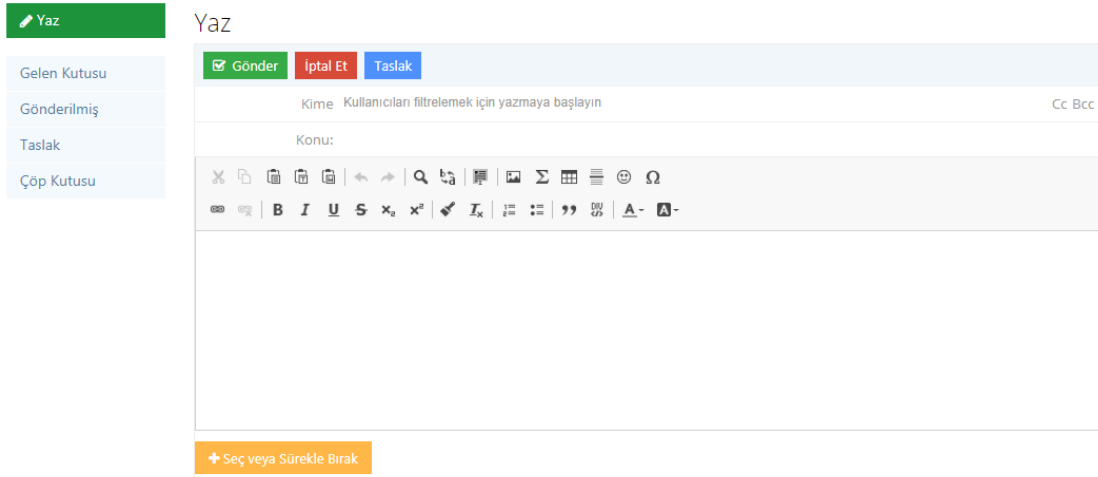 Yaz
Yaz
Gönder İptal Et Taslak
Gelen Kutusu
Gönderilmiş
Taslak
Çöp Kutusu
Kime Kullanıcıları filtrelemek için yazmaya başlayın Cc Bcc
Konu:
Seç veya Sürekle Bırak